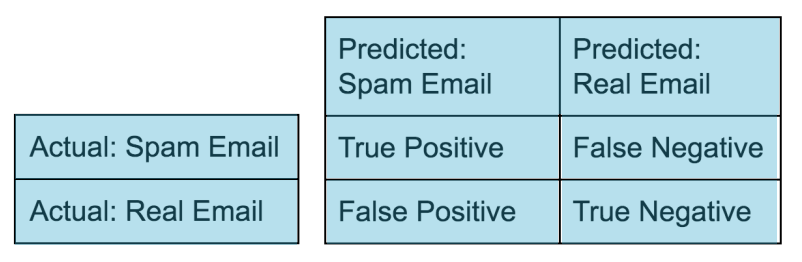 Predicted:
Spam Email
Predicted:
Real Email
Actual: Spam Email
True Positive
False Negative
Actual: Real Email
False Positive
True Negative